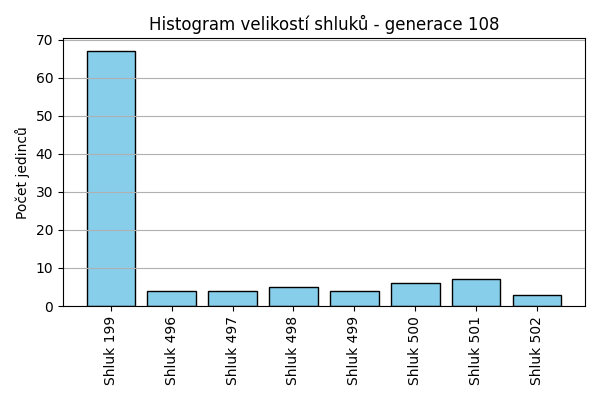 Histogram velikostí shluků - generace 108
Počet jedinců
70
60
50
40
30
20
10
0
Shluk 199
Shluk 496
Shluk 497
Shluk 498
Shluk 499
Shluk 500
Shluk 501
Shluk 502